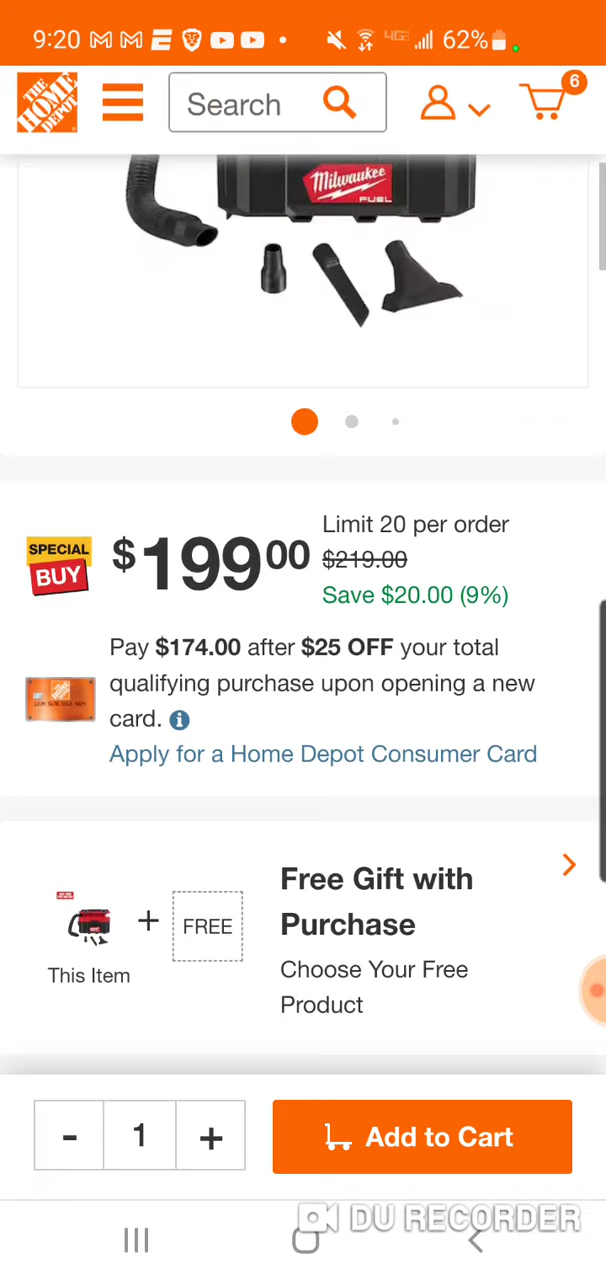 9:20
4G
62%
THE HOME DEPOT
Search
6
Milwaukee
FUEL
SPECIAL BUY
$199.00
Limit 20 per order
$219.00
Save $20.00 (9%)
Pay $174.00 after $25 OFF your total
qualifying purchase upon opening a new
card.
Apply for a Home Depot Consumer Card
Free Gift with
Purchase
FREE
This Item
Choose Your Free
Product
- 1 +
Add to Cart
DU RECORDER